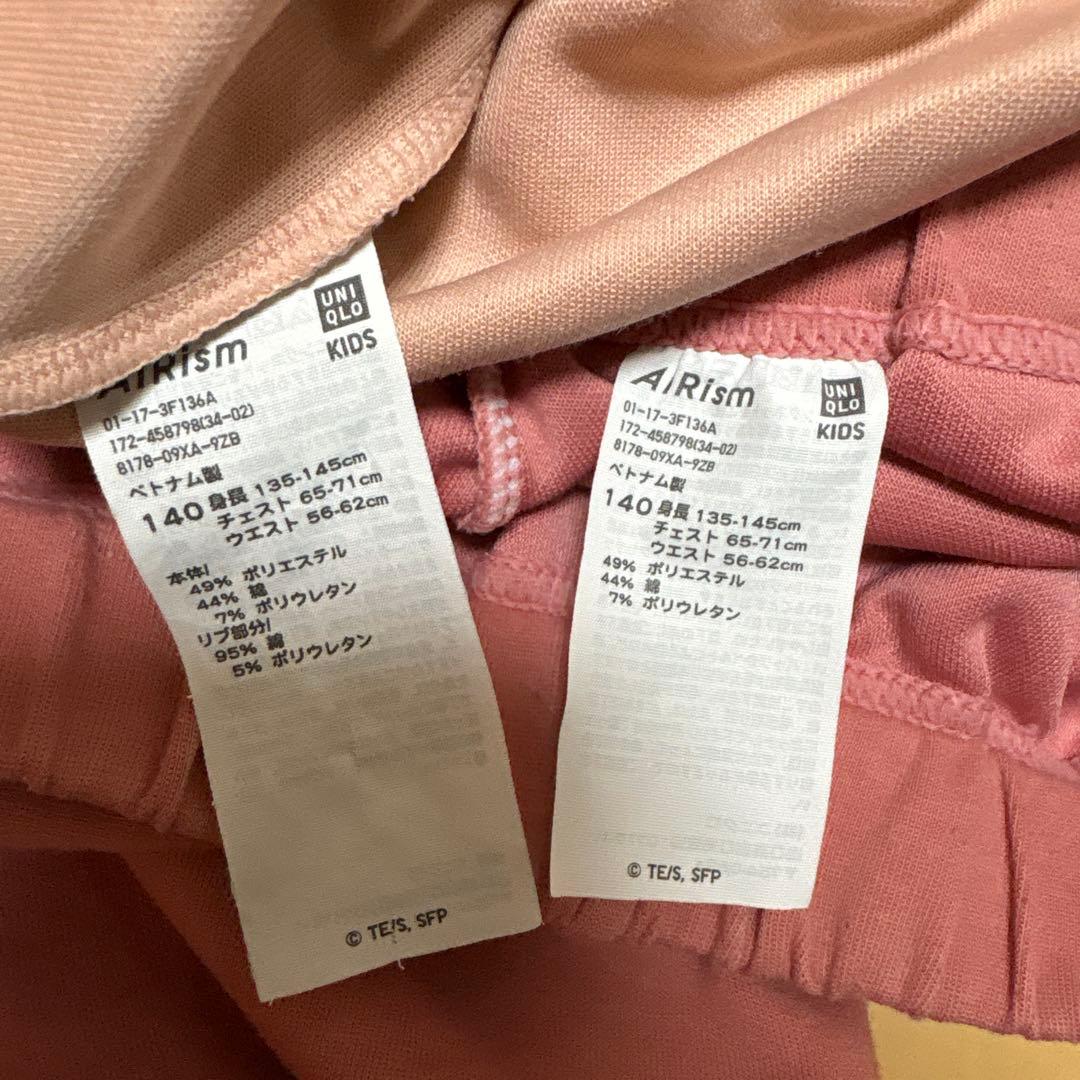 UNI
QLO
AIRism
KIDS
01-17-3F136A
172-458798(34-02)
8178-09XA-9ZB
ベトナム製
140 身長 135-145cm
チェスト 65-71cm
ウエスト 56-62cm
本体/
49% ポリエステル
44% 綿
7% ポリウレタン
リブ部分/
95% 綿
5% ポリウレタン
© TE/S, SFP
AIRism
UNI
QLO
KIDS
01-17-3F136A
172-458798(34-02)
8178-09XA-9ZB
ベトナム製
140 身長 135-145cm
チェスト 65-71cm
ウエスト 56-62cm
49% ポリエステル
44% 綿
7% ポリウレタン
© TE/S, SFP